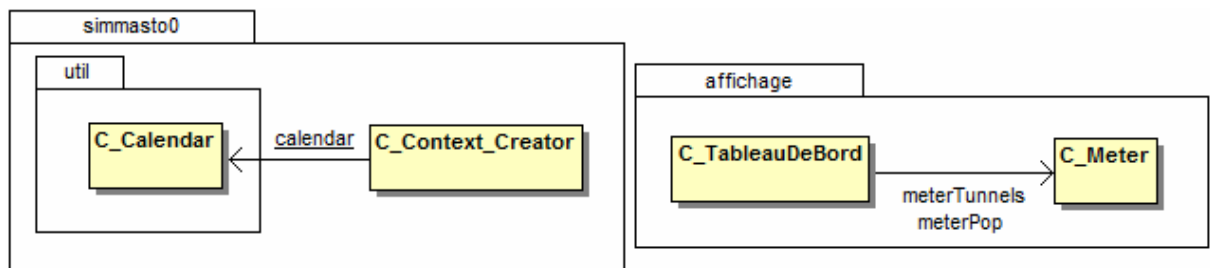 simmasto0
util
C_Calendar
calendar
C_Context_Creator
affichage
C_TableauDeBord
C_Meter
meterTunnels
meterPop